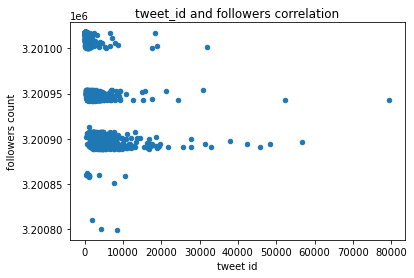 tweet_id and followers correlation
1e6
3.20100
3.20095
3.20090
3.20085
3.20080
followers count
0 10000 20000 30000 40000 50000 60000 70000 80000
tweet id